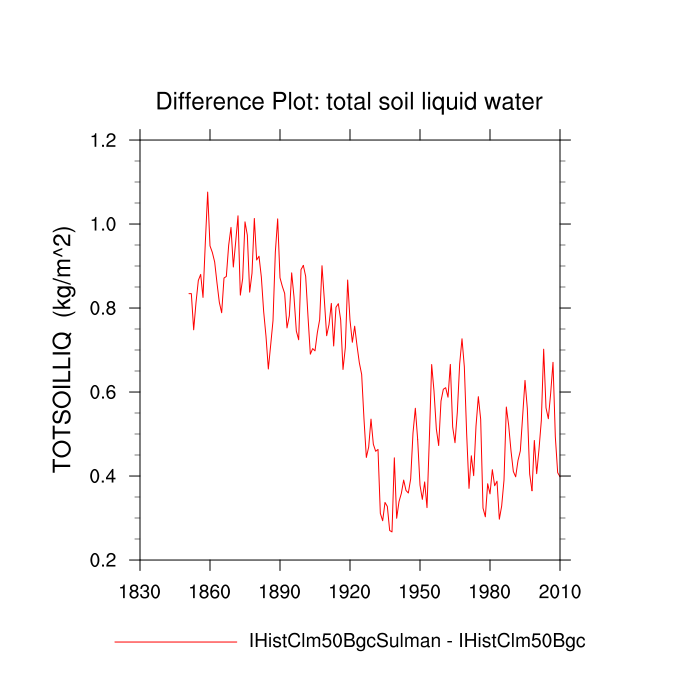 Difference Plot: total soil liquid water
TOTSOILLIQ (kg/m^2)
1.2
1.0
0.8
0.6
0.4
0.2
1830 1860 1890 1920 1950 1980 2010
IHistClm50BgcSulman - IHistClm50Bgc